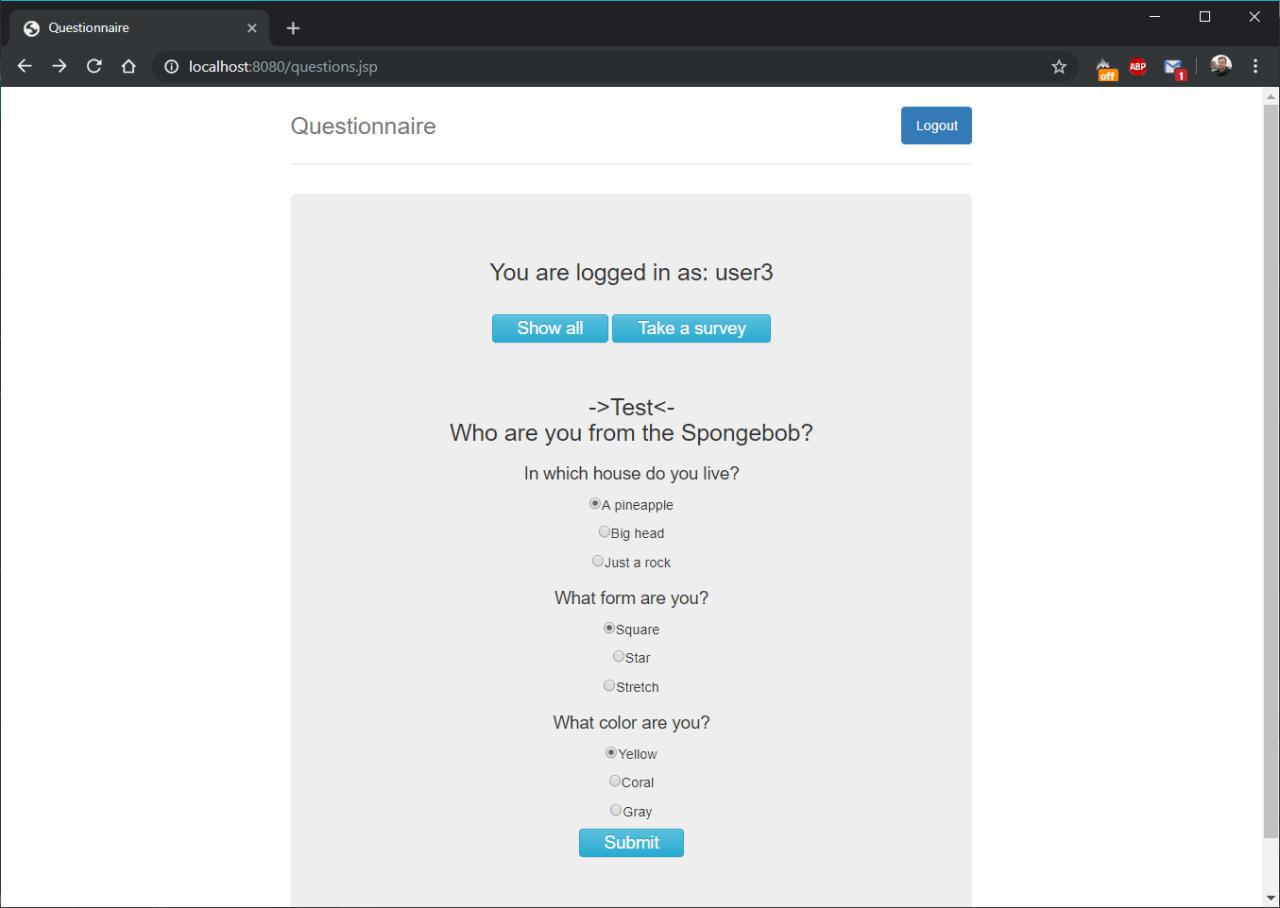 Questionnaire
localhost:8080/questions.jsp
off
ABP
1
Questionnaire
Logout
You are logged in as: user3
Show all
Take a survey
->Test<-
Who are you from the Spongebob?
In which house do you live?
A pineapple
Big head
Just a rock
What form are you?
Square
Star
Stretch
What color are you?
Yellow
Coral
Gray
Submit